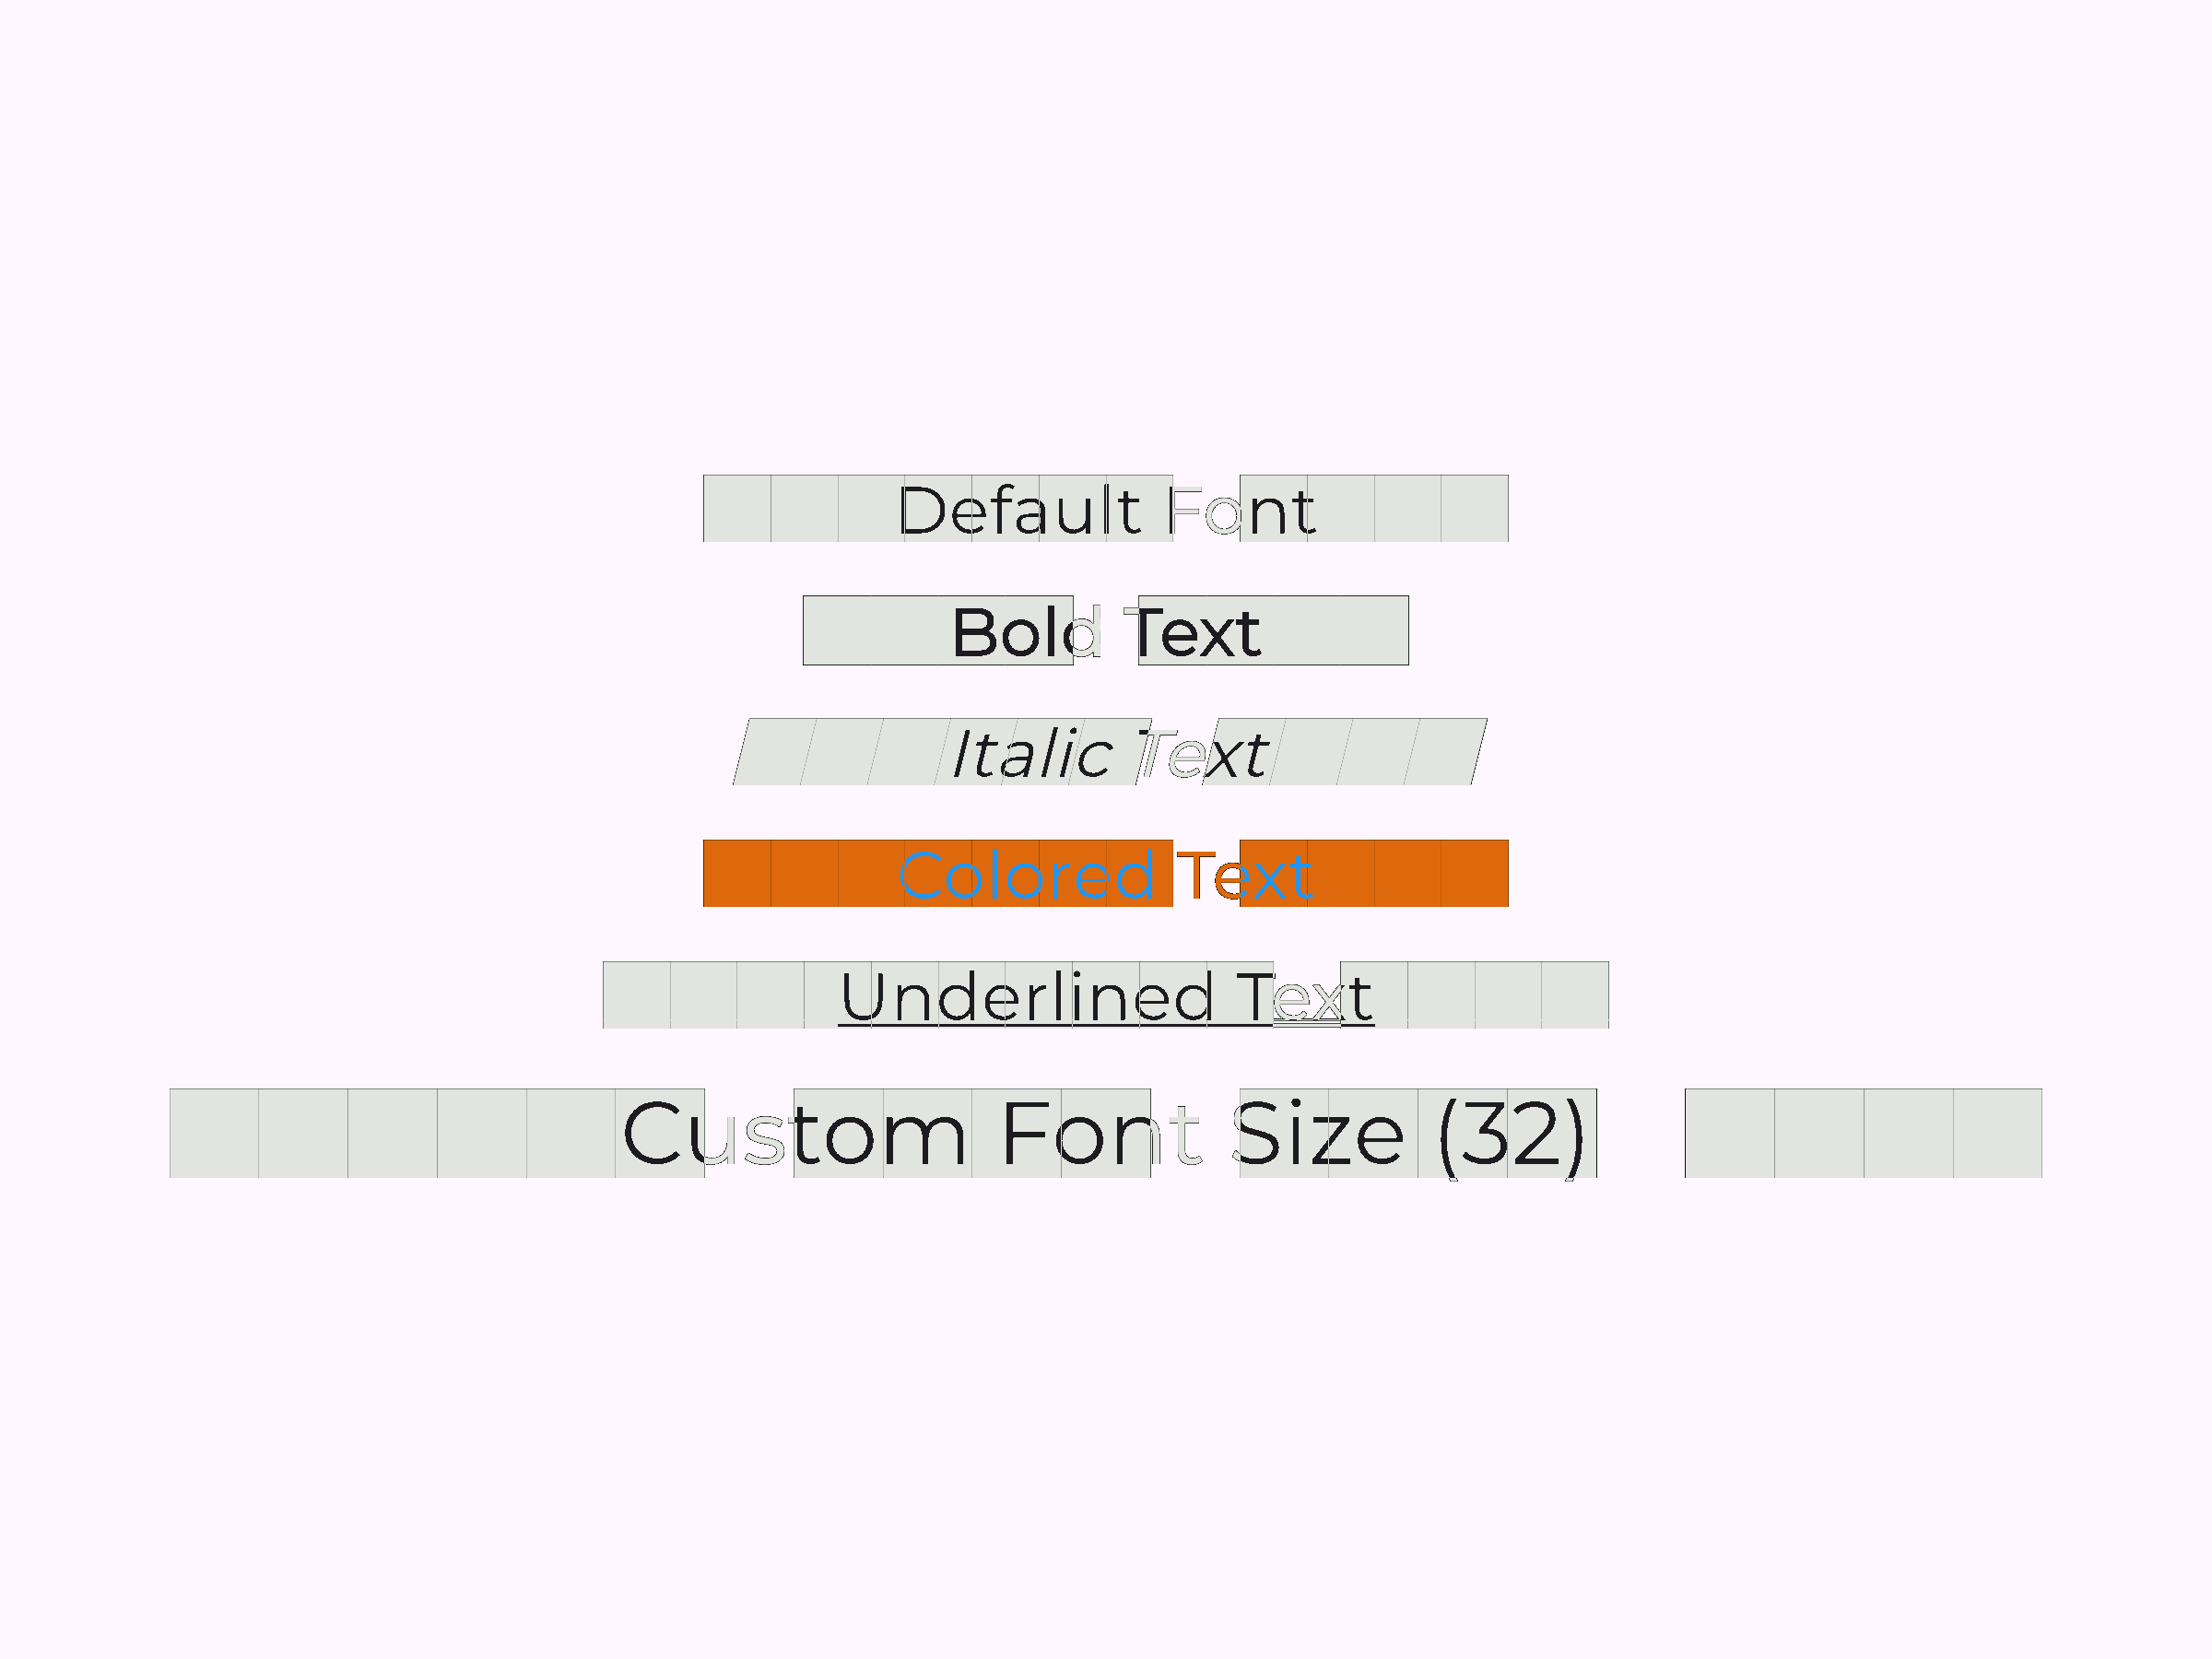 Default Font
Bold Text
Italic Text
Colored Text
Underlined Text
Custom Font Size (32)